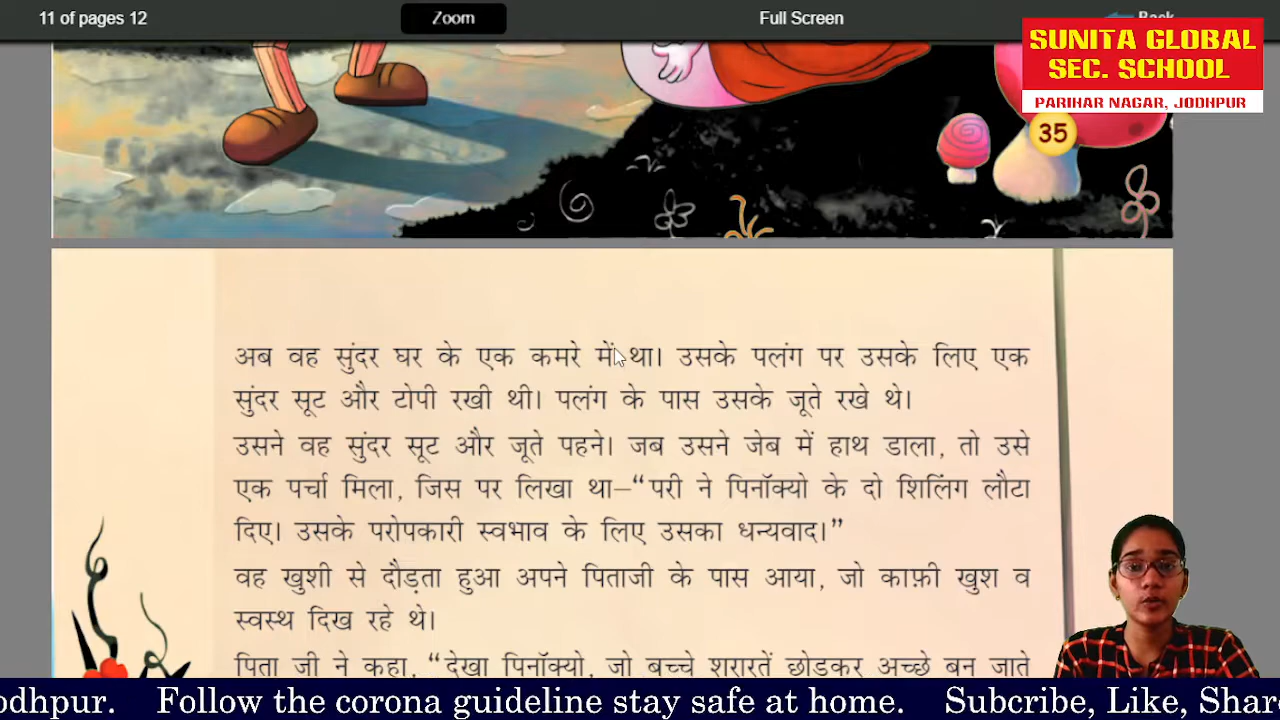 11 of pages 12
Zoom
Full Screen
Back
SUNITA GLOBAL
SEC. SCHOOL
PARIHAR NAGAR, JODHPUR
35
अब वह सुंदर घर के एक कमरे में था। उसके पलंग पर उसके लिए एक
सुंदर सूट और टोपी रखी थी। पलंग के पास उसके जूते रखे थे।
उसने वह सुंदर सूट और जूते पहने। जब उसने जेब में हाथ डाला, तो उसे
एक पर्चा मिला, जिस पर लिखा था–“परी ने पिनॉक्यो के दो शिलिंग लौटा
दिए। उसके परोपकारी स्वभाव के लिए उसका धन्यवाद।”
वह खुशी से दौड़ता हुआ अपने पिताजी के पास आया, जो काफ़ी खुश व
स्वस्थ दिख रहे थे।
पिता जी ने कहा, “देखा पिनॉक्यो, जो बच्चे शरारतें छोड़कर अच्छे बन जाते
odhpur. Follow the corona guideline stay safe at home. Subcribe, Like, Shar